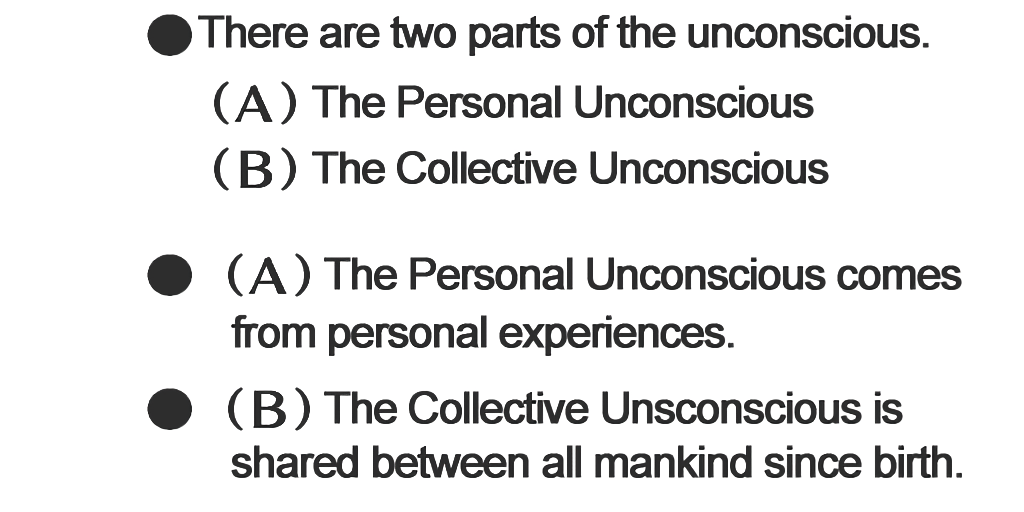 ●There are two parts of the unconscious.
(A) The Personal Unconscious
(B) The Collective Unconscious
● (A) The Personal Unconscious comes
from personal experiences.
● (B) The Collective Unsconscious is
shared between all mankind since birth.